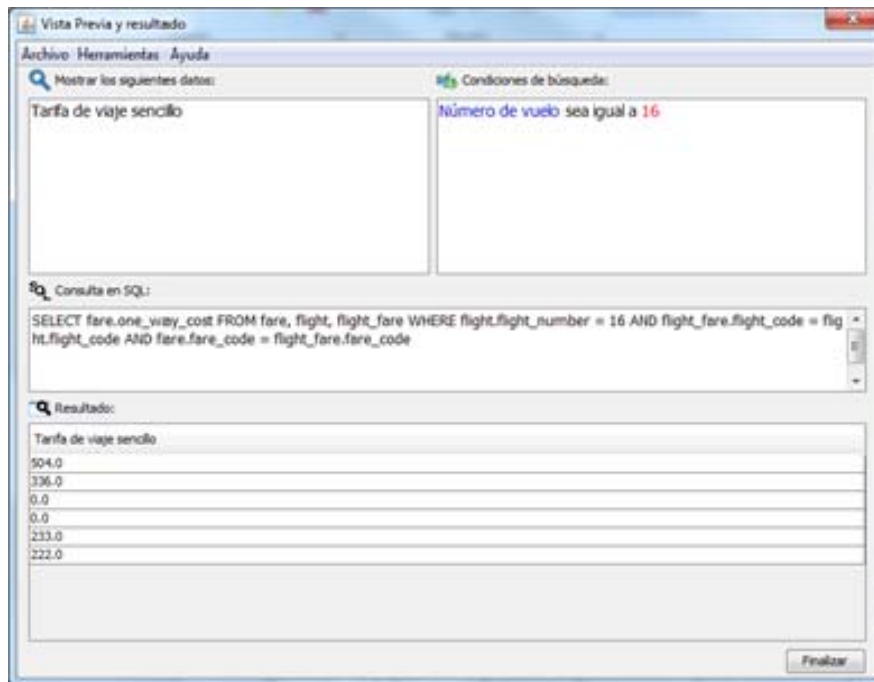 Vista Previa y resultado
Archivo Herramientas Ayuda
Mostrar los siguientes datos:
Condiciones de búsqueda:
Tarifa de viaje sencillo
Número de vuelo sea igual a 16
SQL Consulta en SQL:
SELECT fare.one_way_cost FROM fare, flight, flight_fare WHERE flight.flight_number = 16 AND flight_fare.flight_code = flig
ht.flight_code AND fare.fare_code = flight_fare.fare_code
Resultado:
Tarifa de viaje sencillo
504.0
336.0
0.0
0.0
233.0
222.0
Finalizar